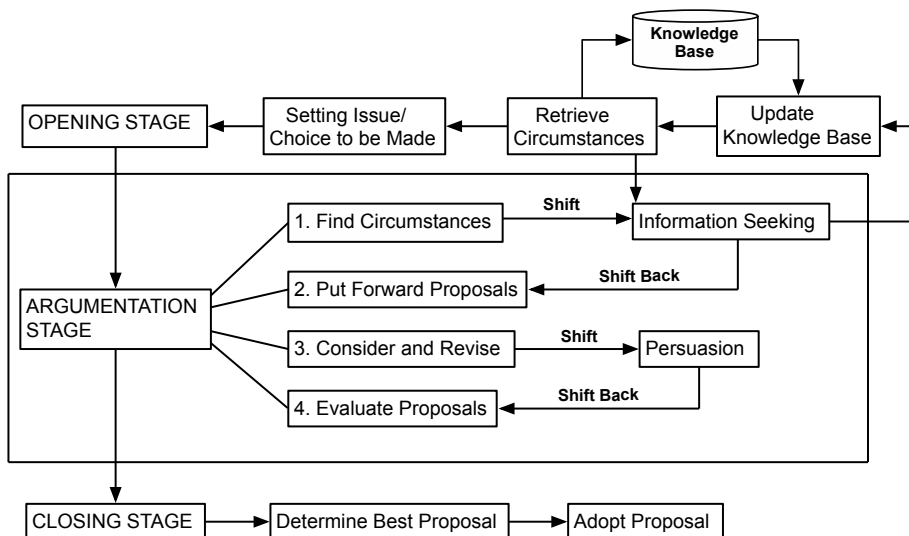 Knowledge
Base
OPENING STAGE
Setting Issue/
Choice to be Made
Retrieve
Circumstances
Update
Knowledge Base
1. Find Circumstances
Shift
Information Seeking
Shift Back
2. Put Forward Proposals
ARGUMENTATION
STAGE
3. Consider and Revise
Shift
Persuasion
4. Evaluate Proposals
Shift Back
CLOSING STAGE
Determine Best Proposal
Adopt Proposal